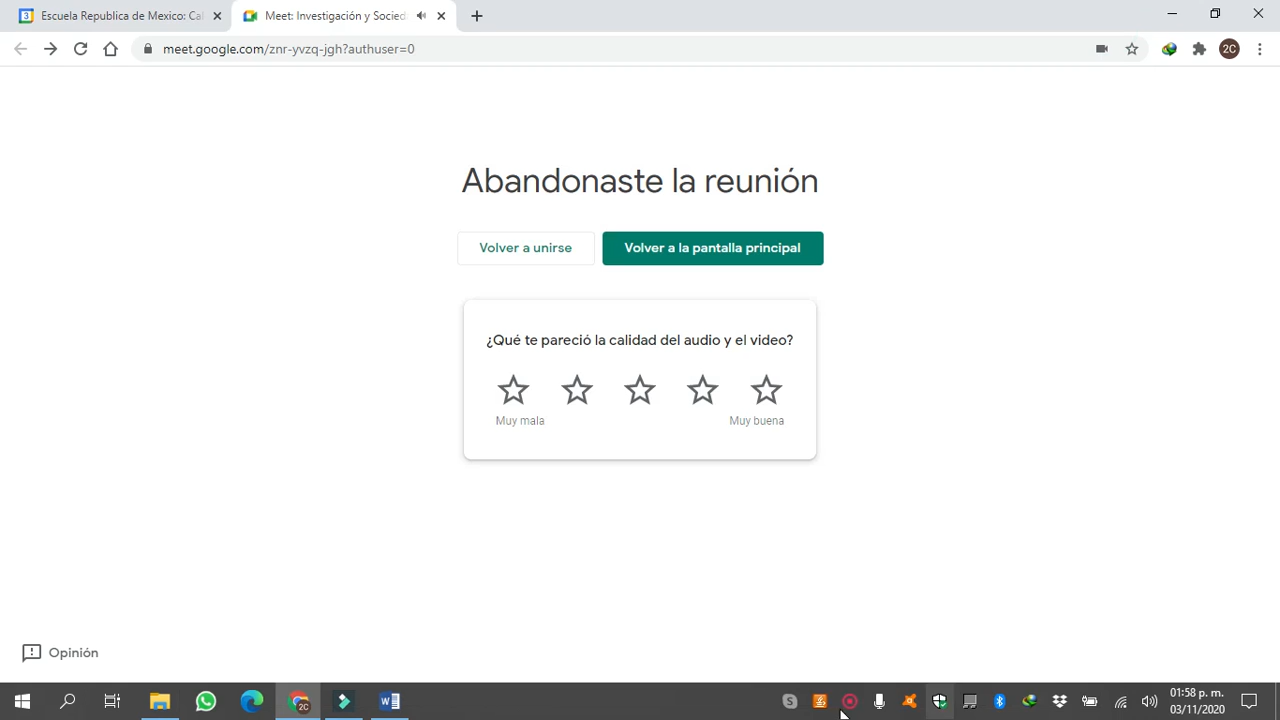 Escuela Republica de Mexico: Cal
Meet: Investigación y Socied
meet.google.com/znr-yvzq-jgh?authuser=0
2C
Abandonaste la reunión
Volver a unirse
Volver a la pantalla principal
¿Qué te pareció la calidad del audio y el video?
Muy mala
Muy buena
Opinión
01:58 p. m.
03/11/2020